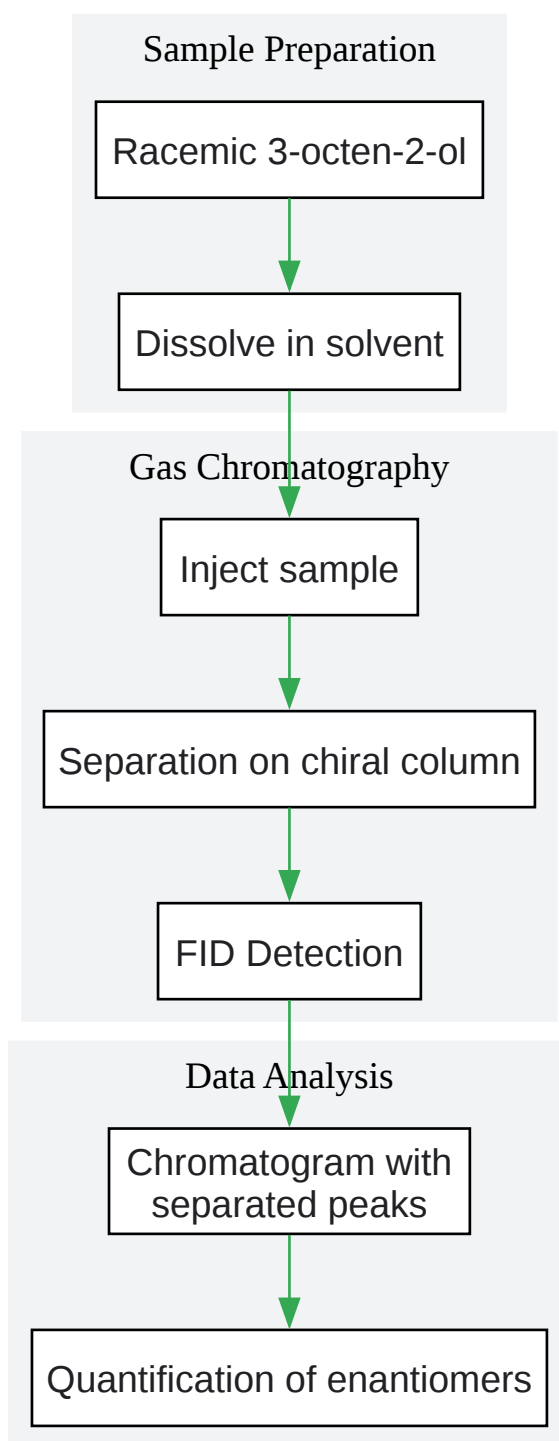 Sample Preparation
Racemic 3-octen-2-ol
Dissolve in solvent
Gas Chromatography
Inject sample
Separation on chiral column
FID Detection
Data Analysis
Chromatogram with
separated peaks
Quantification of enantiomers